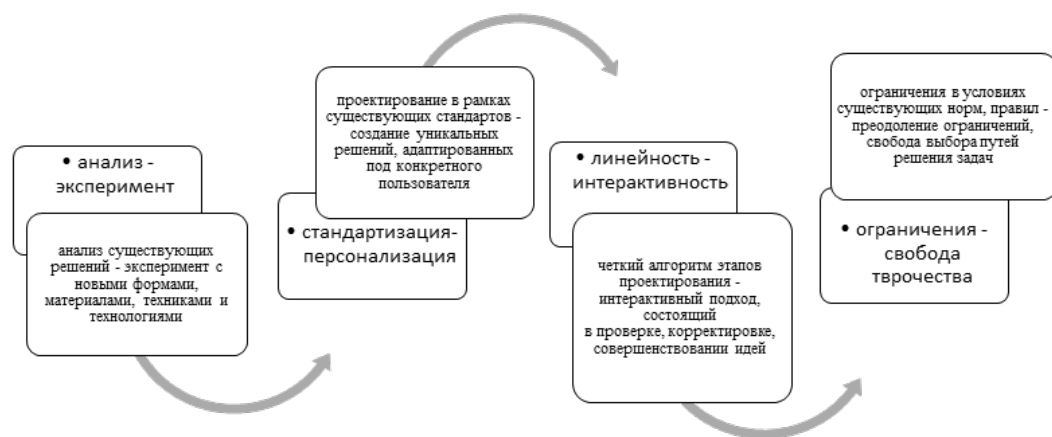 • анализ -
эксперимент
анализ существующих
решений - эксперимент с
новыми формами,
материалами, техниками и
технологиями
проектирование в рамках
существующих стандартов -
создание уникальных
решений, адаптированных
под конкретного
пользователя
• стандартизация-
персонализация
• линейность -
интерактивность
четкий алгоритм этапов
проектирования -
интерактивный подход,
состоящий
в проверке, корректировке,
совершенствовании идей
ограничения в условиях
существующих норм, правил -
преодоление ограничений,
свобода выбора путей
решения задач
• ограничения -
свобода
тврочества